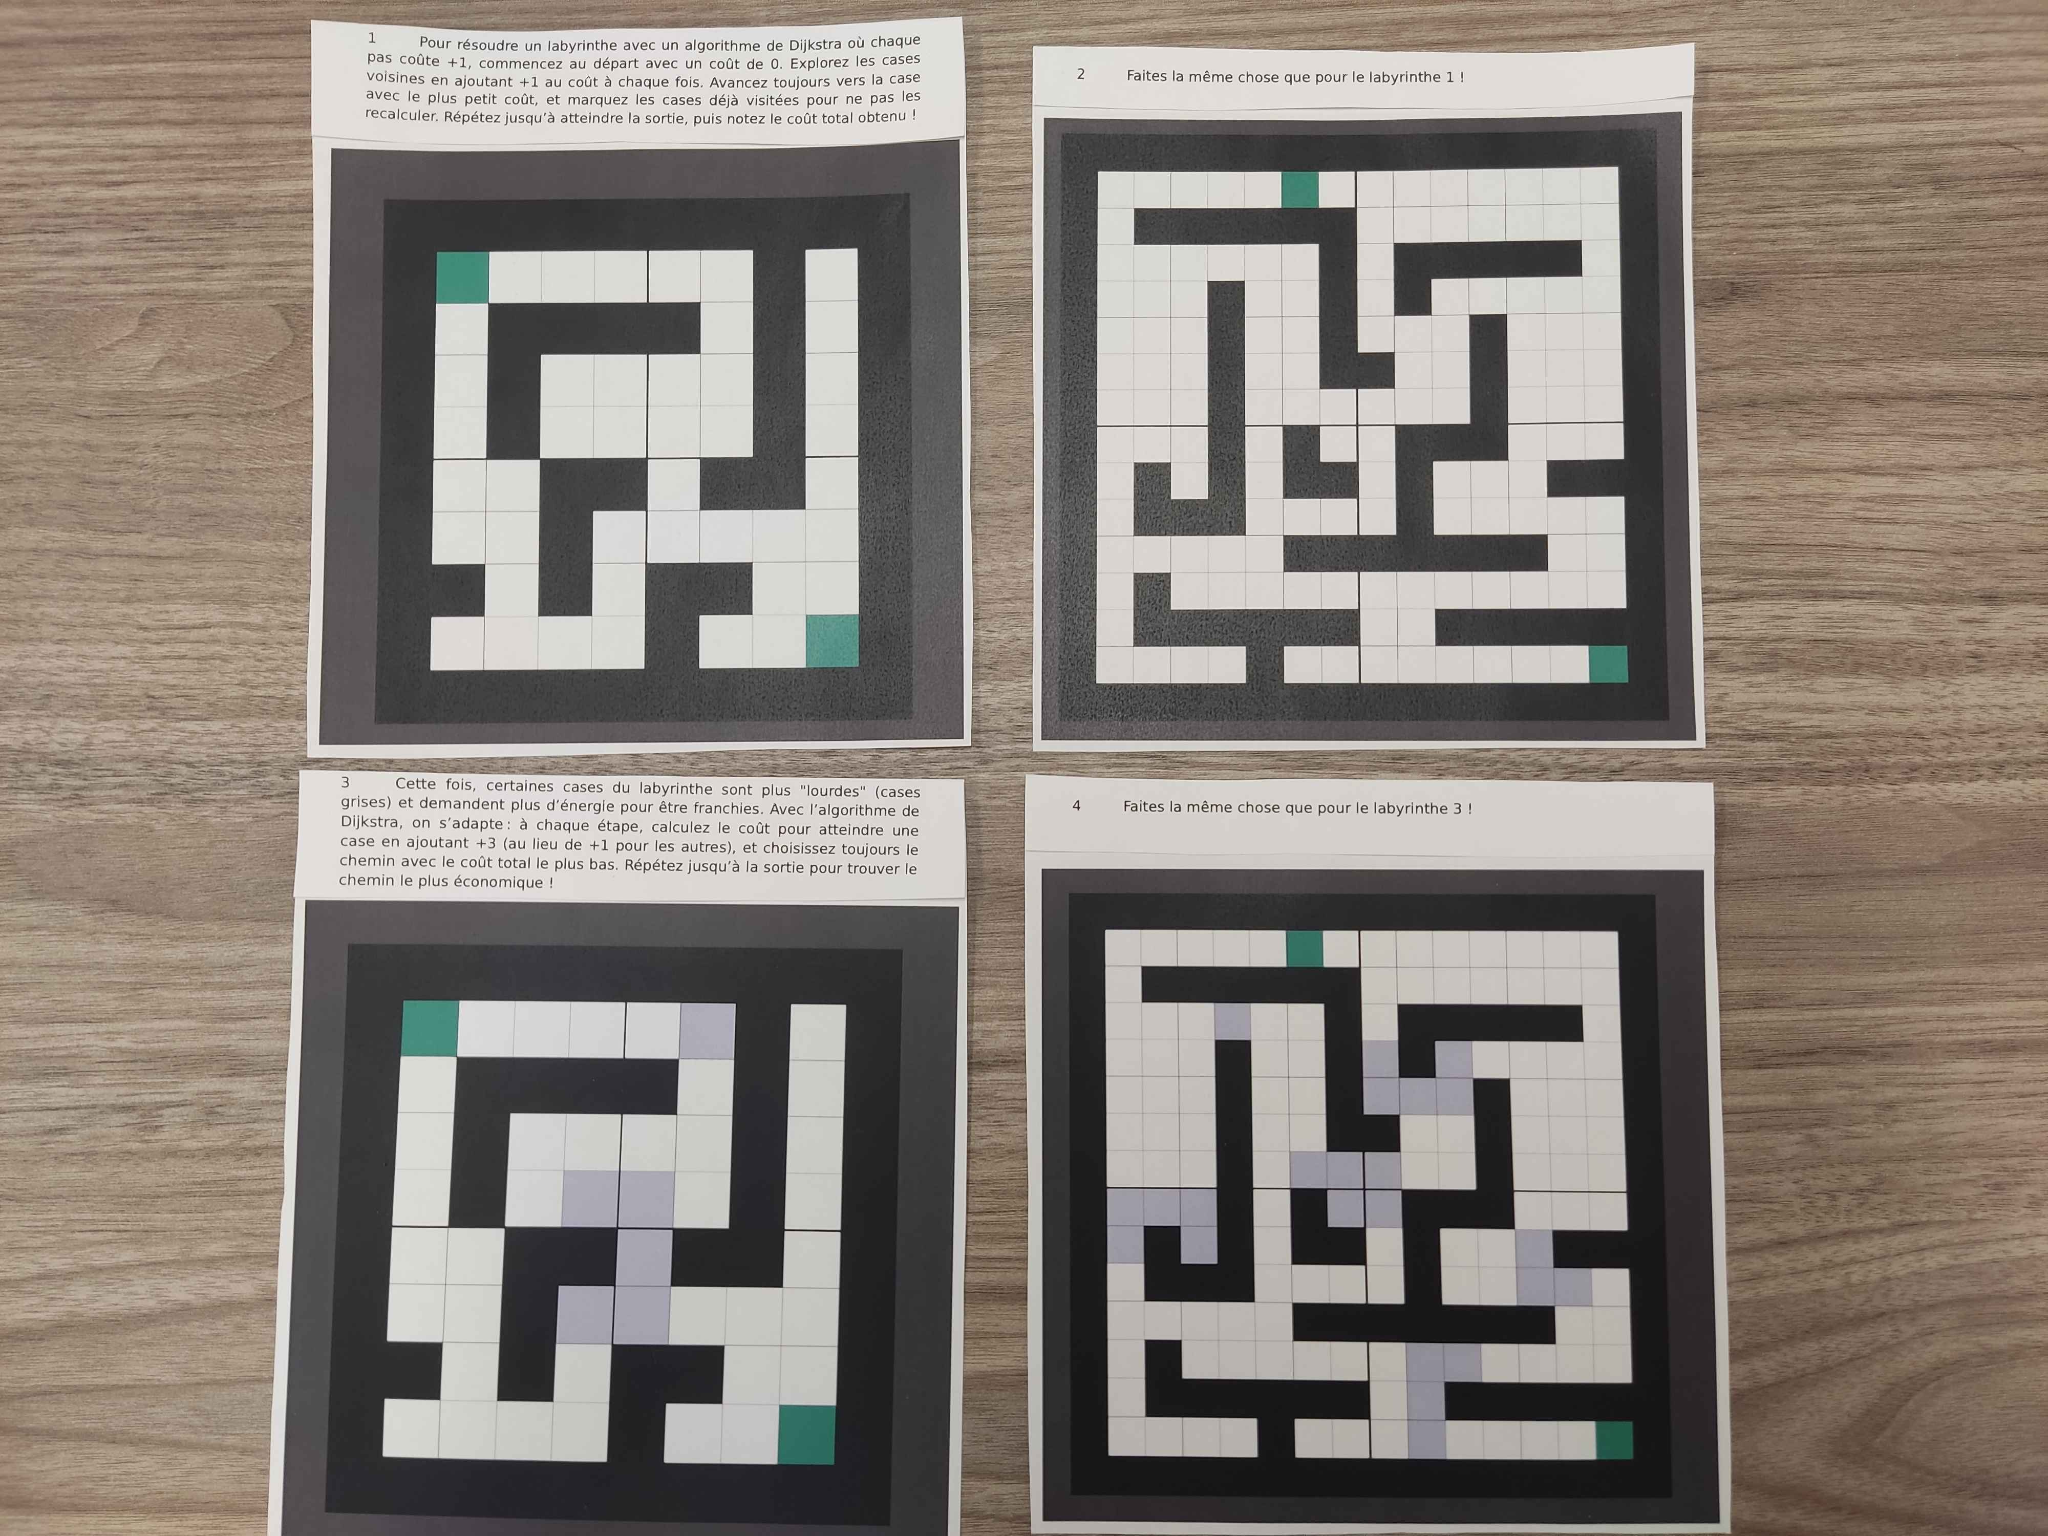 1 Pour résoudre un labyrinthe avec un algorithme de Dijkstra où chaque
pas coûte +1, commencez au départ avec un coût de 0. Explorez les cases
voisines en ajoutant +1 au coût à chaque fois. Avancez toujours vers la case
avec le plus petit coût, et marquez les cases déjà visitées pour ne pas les
recalculer. Répétez jusqu’à atteindre la sortie, puis notez le coût total obtenu !
2 Faites la même chose que pour le labyrinthe 1 !
3 Cette fois, certaines cases du labyrinthe sont plus "lourdes" (cases
grises) et demandent plus d’énergie pour être franchies. Avec l’algorithme de
Dijkstra, on s’adapte : à chaque étape, calculez le coût pour atteindre une
case en ajoutant +3 (au lieu de +1 pour les autres), et choisissez toujours le
chemin avec le coût total le plus bas. Répétez jusqu’à la sortie pour trouver le
chemin le plus économique !
4 Faites la même chose que pour le labyrinthe 3 !